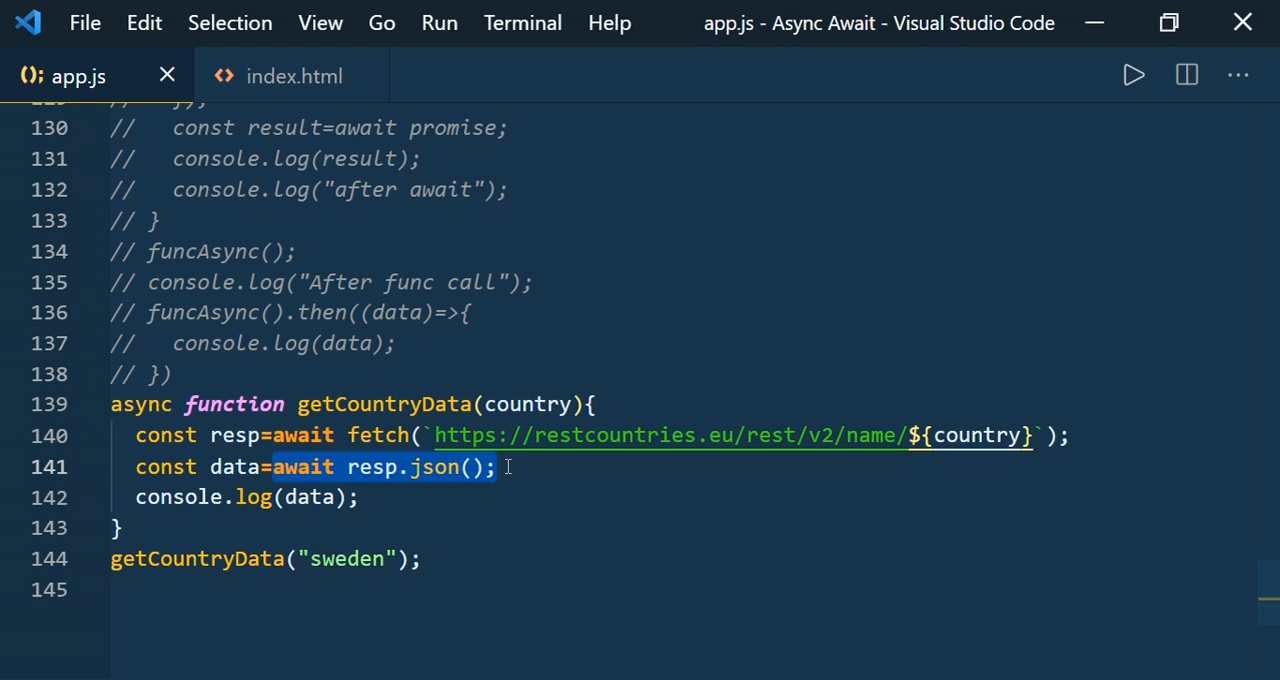 File Edit Selection View Go Run Terminal Help app.js - Async Await - Visual Studio Code
(); app.js <> index.html
130 // const result=await promise;
131 // console.log(result);
132 // console.log("after await");
133 // }
134 // funcAsync();
135 // console.log("After func call");
136 // funcAsync().then((data)=>{
137 // console.log(data);
138 // })
139 async function getCountryData(country){
140 const resp=await fetch(`https://restcountries.eu/rest/v2/name/${country}`);
141 const data=await resp.json();
142 console.log(data);
143 }
144 getCountryData("sweden");
145